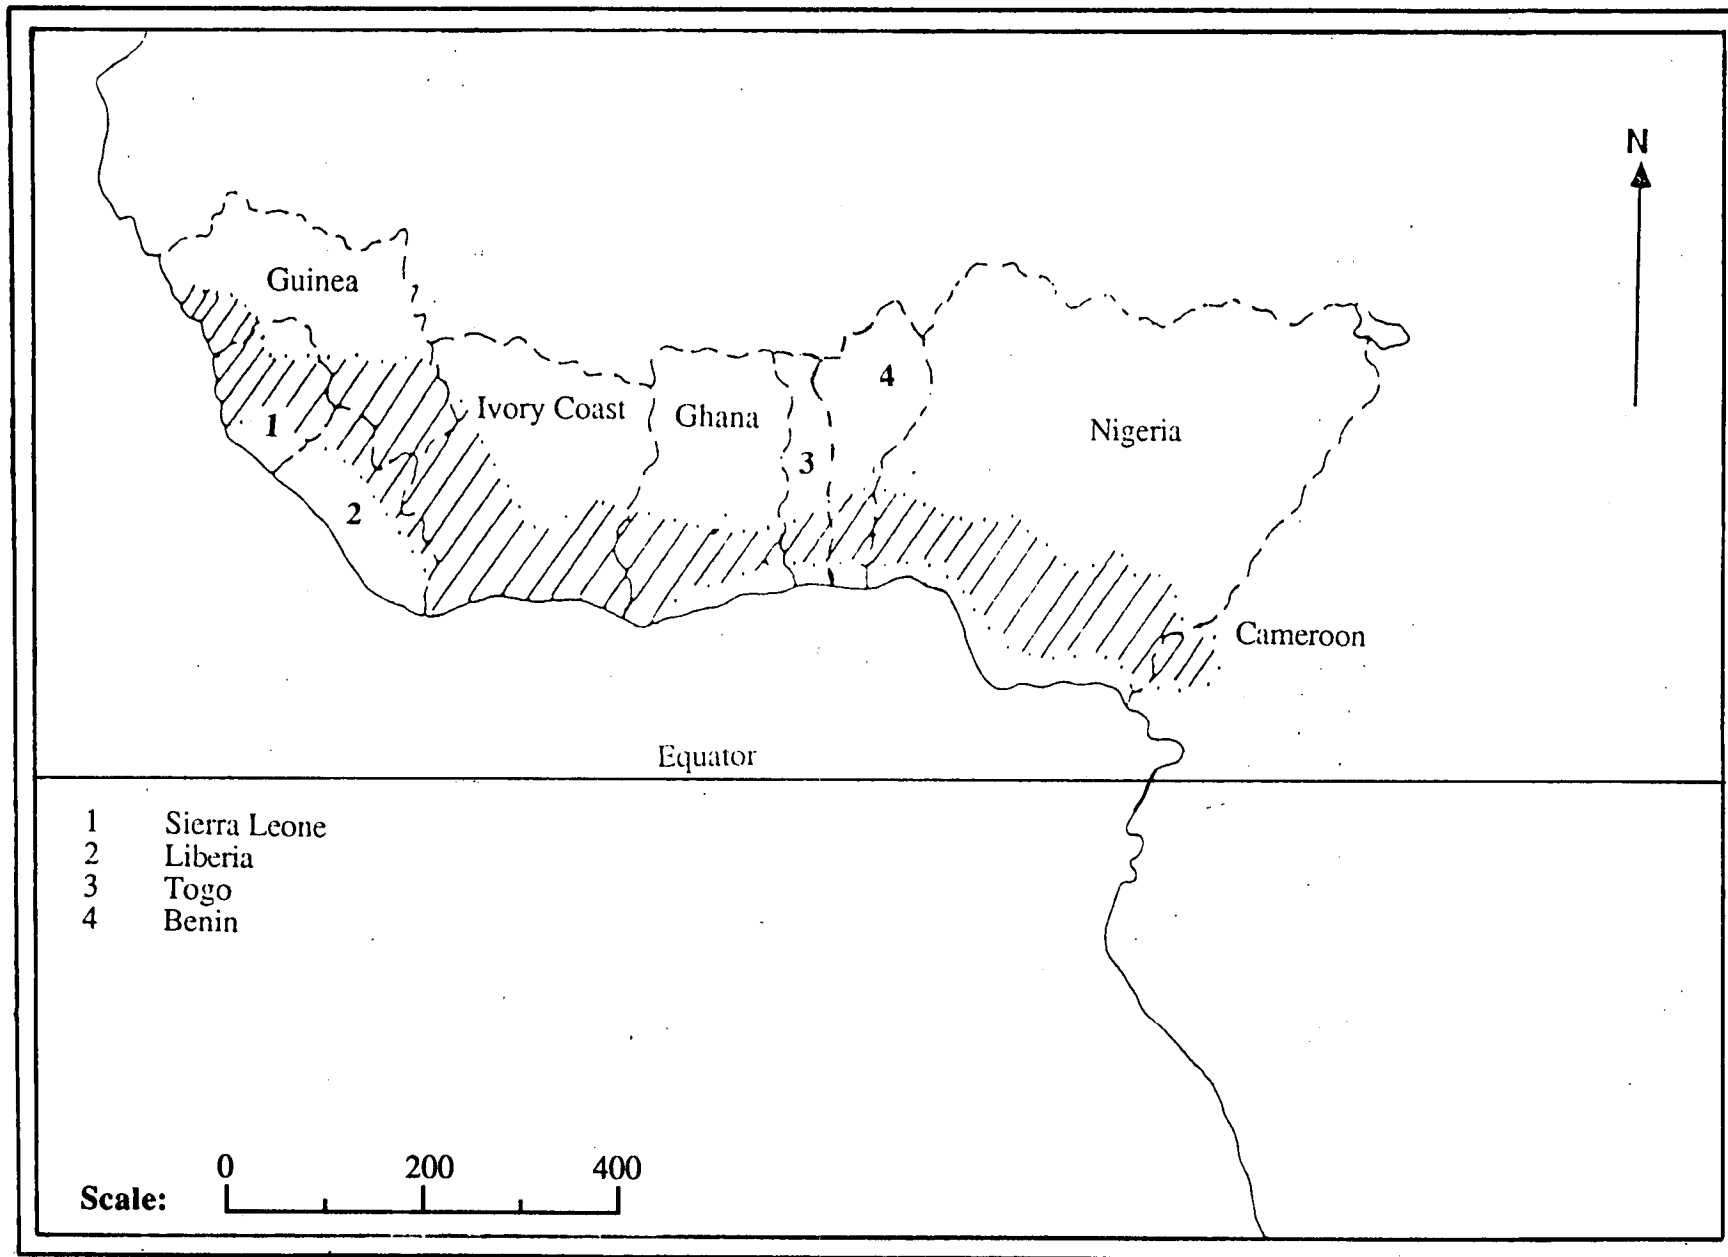 N
Guinea
4
Ivory Coast
Ghana
Nigeria
1
3
2
Cameroon
Equator
1 Sierra Leone
2 Liberia
3 Togo
4 Benin
0 200 400
Scale: